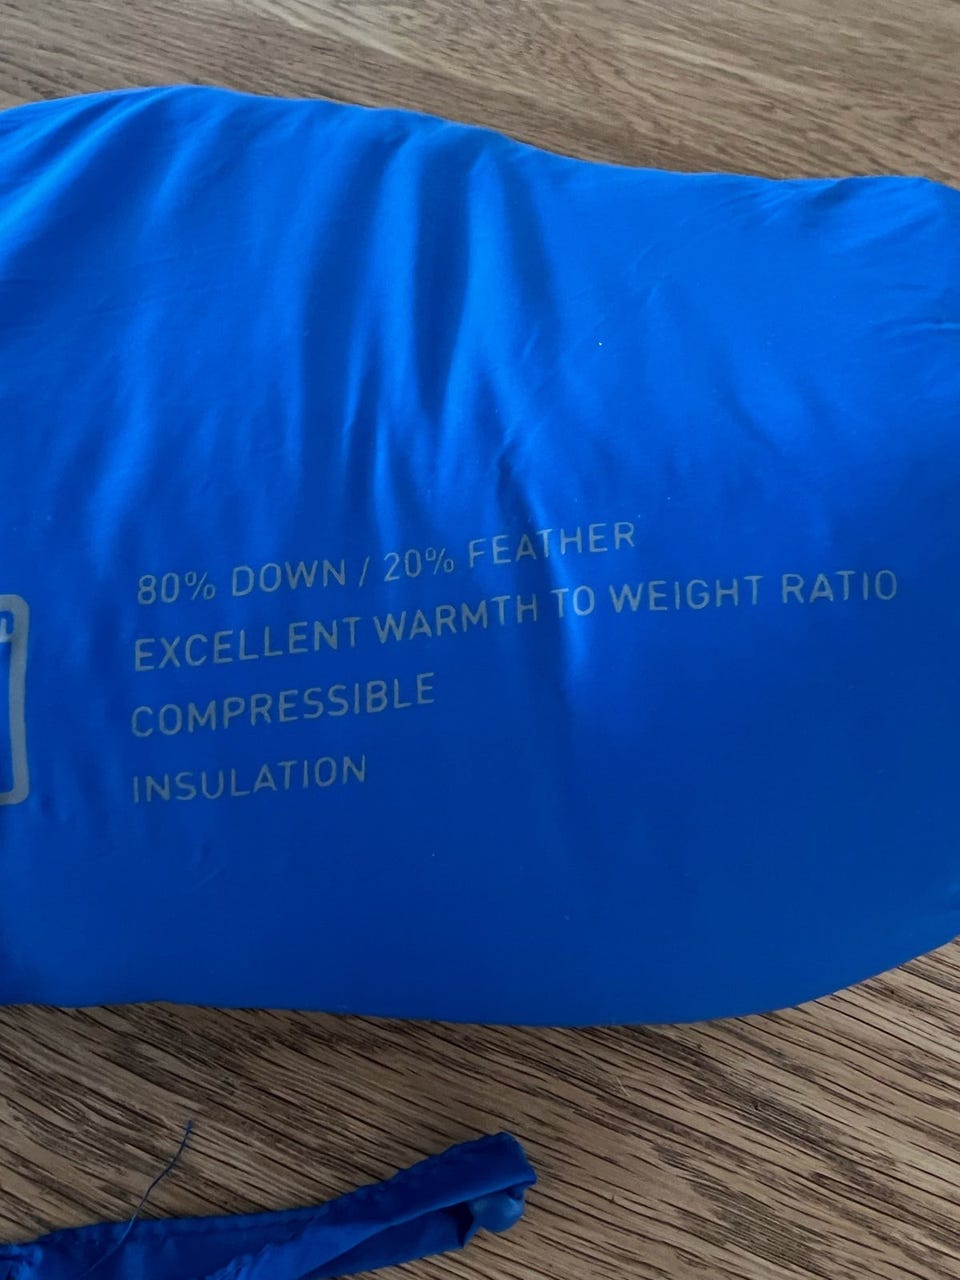 80% DOWN / 20% FEATHER
EXCELLENT WARMTH TO WEIGHT RATIO
COMPRESSIBLE
INSULATION